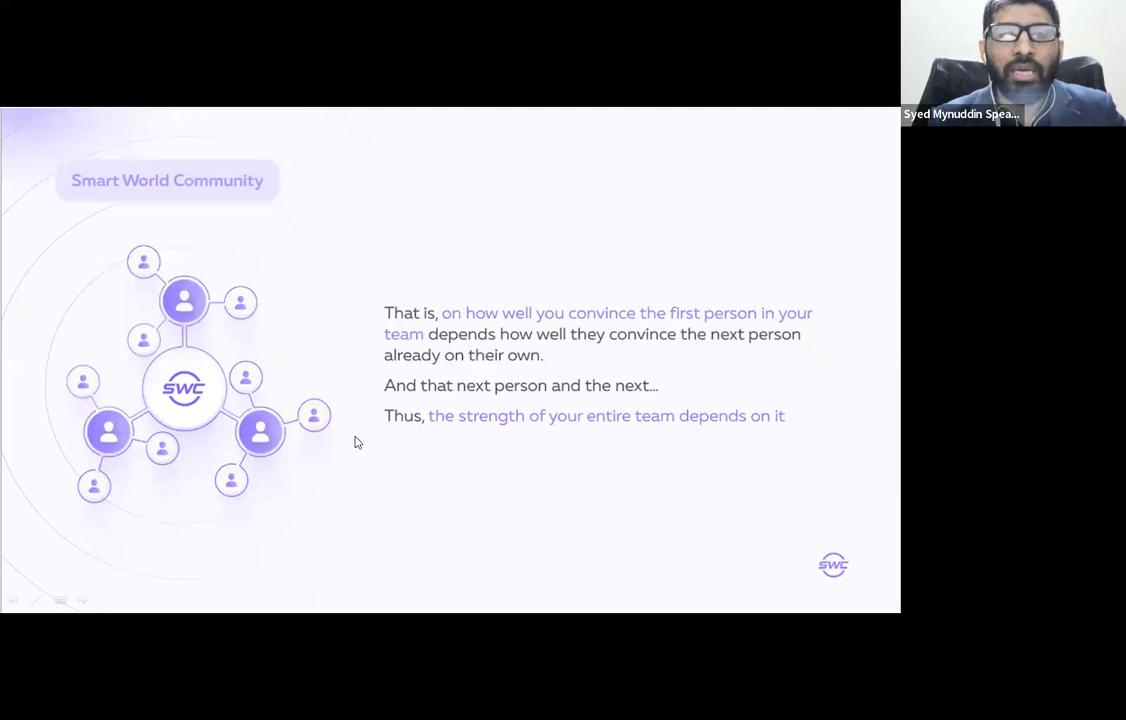 Syed Mynuddin Spea...
Smart World Community
SWC
That is, on how well you convince the first person in your
team depends how well they convince the next person
already on their own.
And that next person and the next...
Thus, the strength of your entire team depends on it
SWC